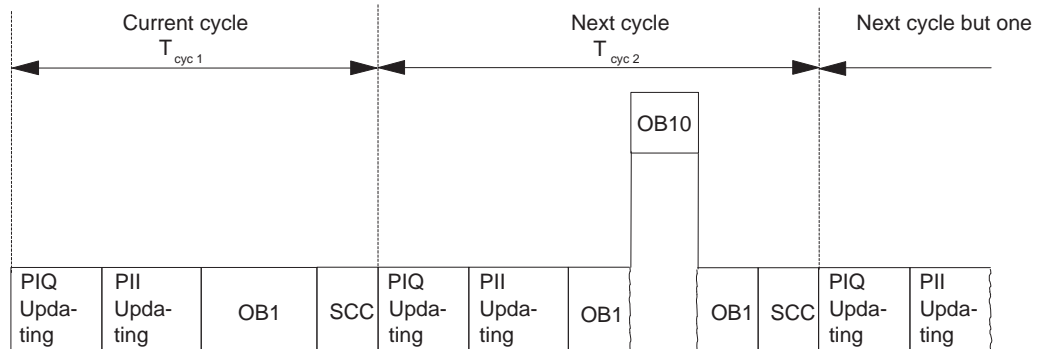 Current cycle
T cyc 1
Next cycle
T cyc 2
Next cycle but one
OB10
PIQ
Upda-
ting
PII
Upda-
ting
OB1
SCC
PIQ
Upda-
ting
PII
Upda-
ting
OB1
OB1
SCC
PIQ
Upda-
ting
PII
Upda-
ting